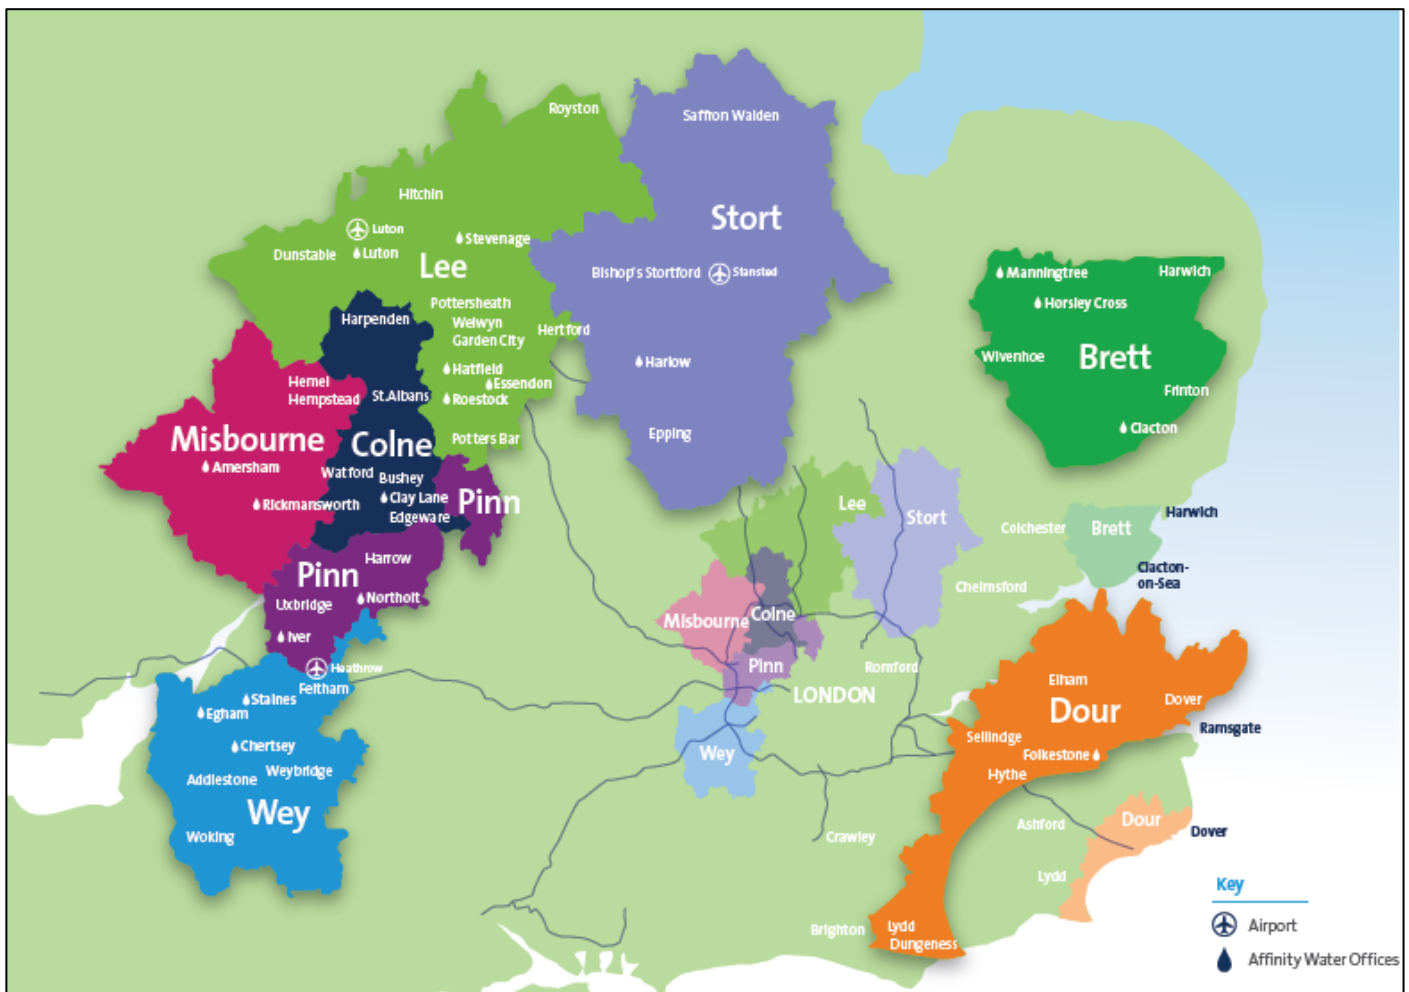 Royston
Saffron Walden
Hitchin
Stort
Luton
Stevenage
Dunstable
Luton
Lee
Bishop's Stortford
Stansted
Manningtree
Harwich
Pottersheath
Horsley Cross
Harpenden
Welwyn
Garden City
Hertford
Wivenhoe
Brett
Harlow
Hatfield
Hemel
Hempstead
Essendon
St.Albans
Roestock
Frinton
Clacton
Misbourne
Colne
Potters Bar
Epping
Amersham
Watford
Bushey
Rickmansworth
Clay Lane
Edgeware
Pinn
Lee
Stort
Colchester
Brett
Harwich
Harrow
Pinn
Clacton-
on-Sea
Chelmsford
Uxbridge
Northolt
Misbourne
Colne
Iver
Heathrow
Pinn
Romford
Elham
Feltham
LONDON
Staines
Egham
Dour
Dover
Ramsgate
Chertsey
Sellindge
Wey
Folkestone
Addlestone
Weybridge
Hythe
Wey
Woking
Crawley
Ashford
Dour
Dover
Lydd
Key
Brighton
Lydd
Dungeness
Airport
Affinity Water Offices